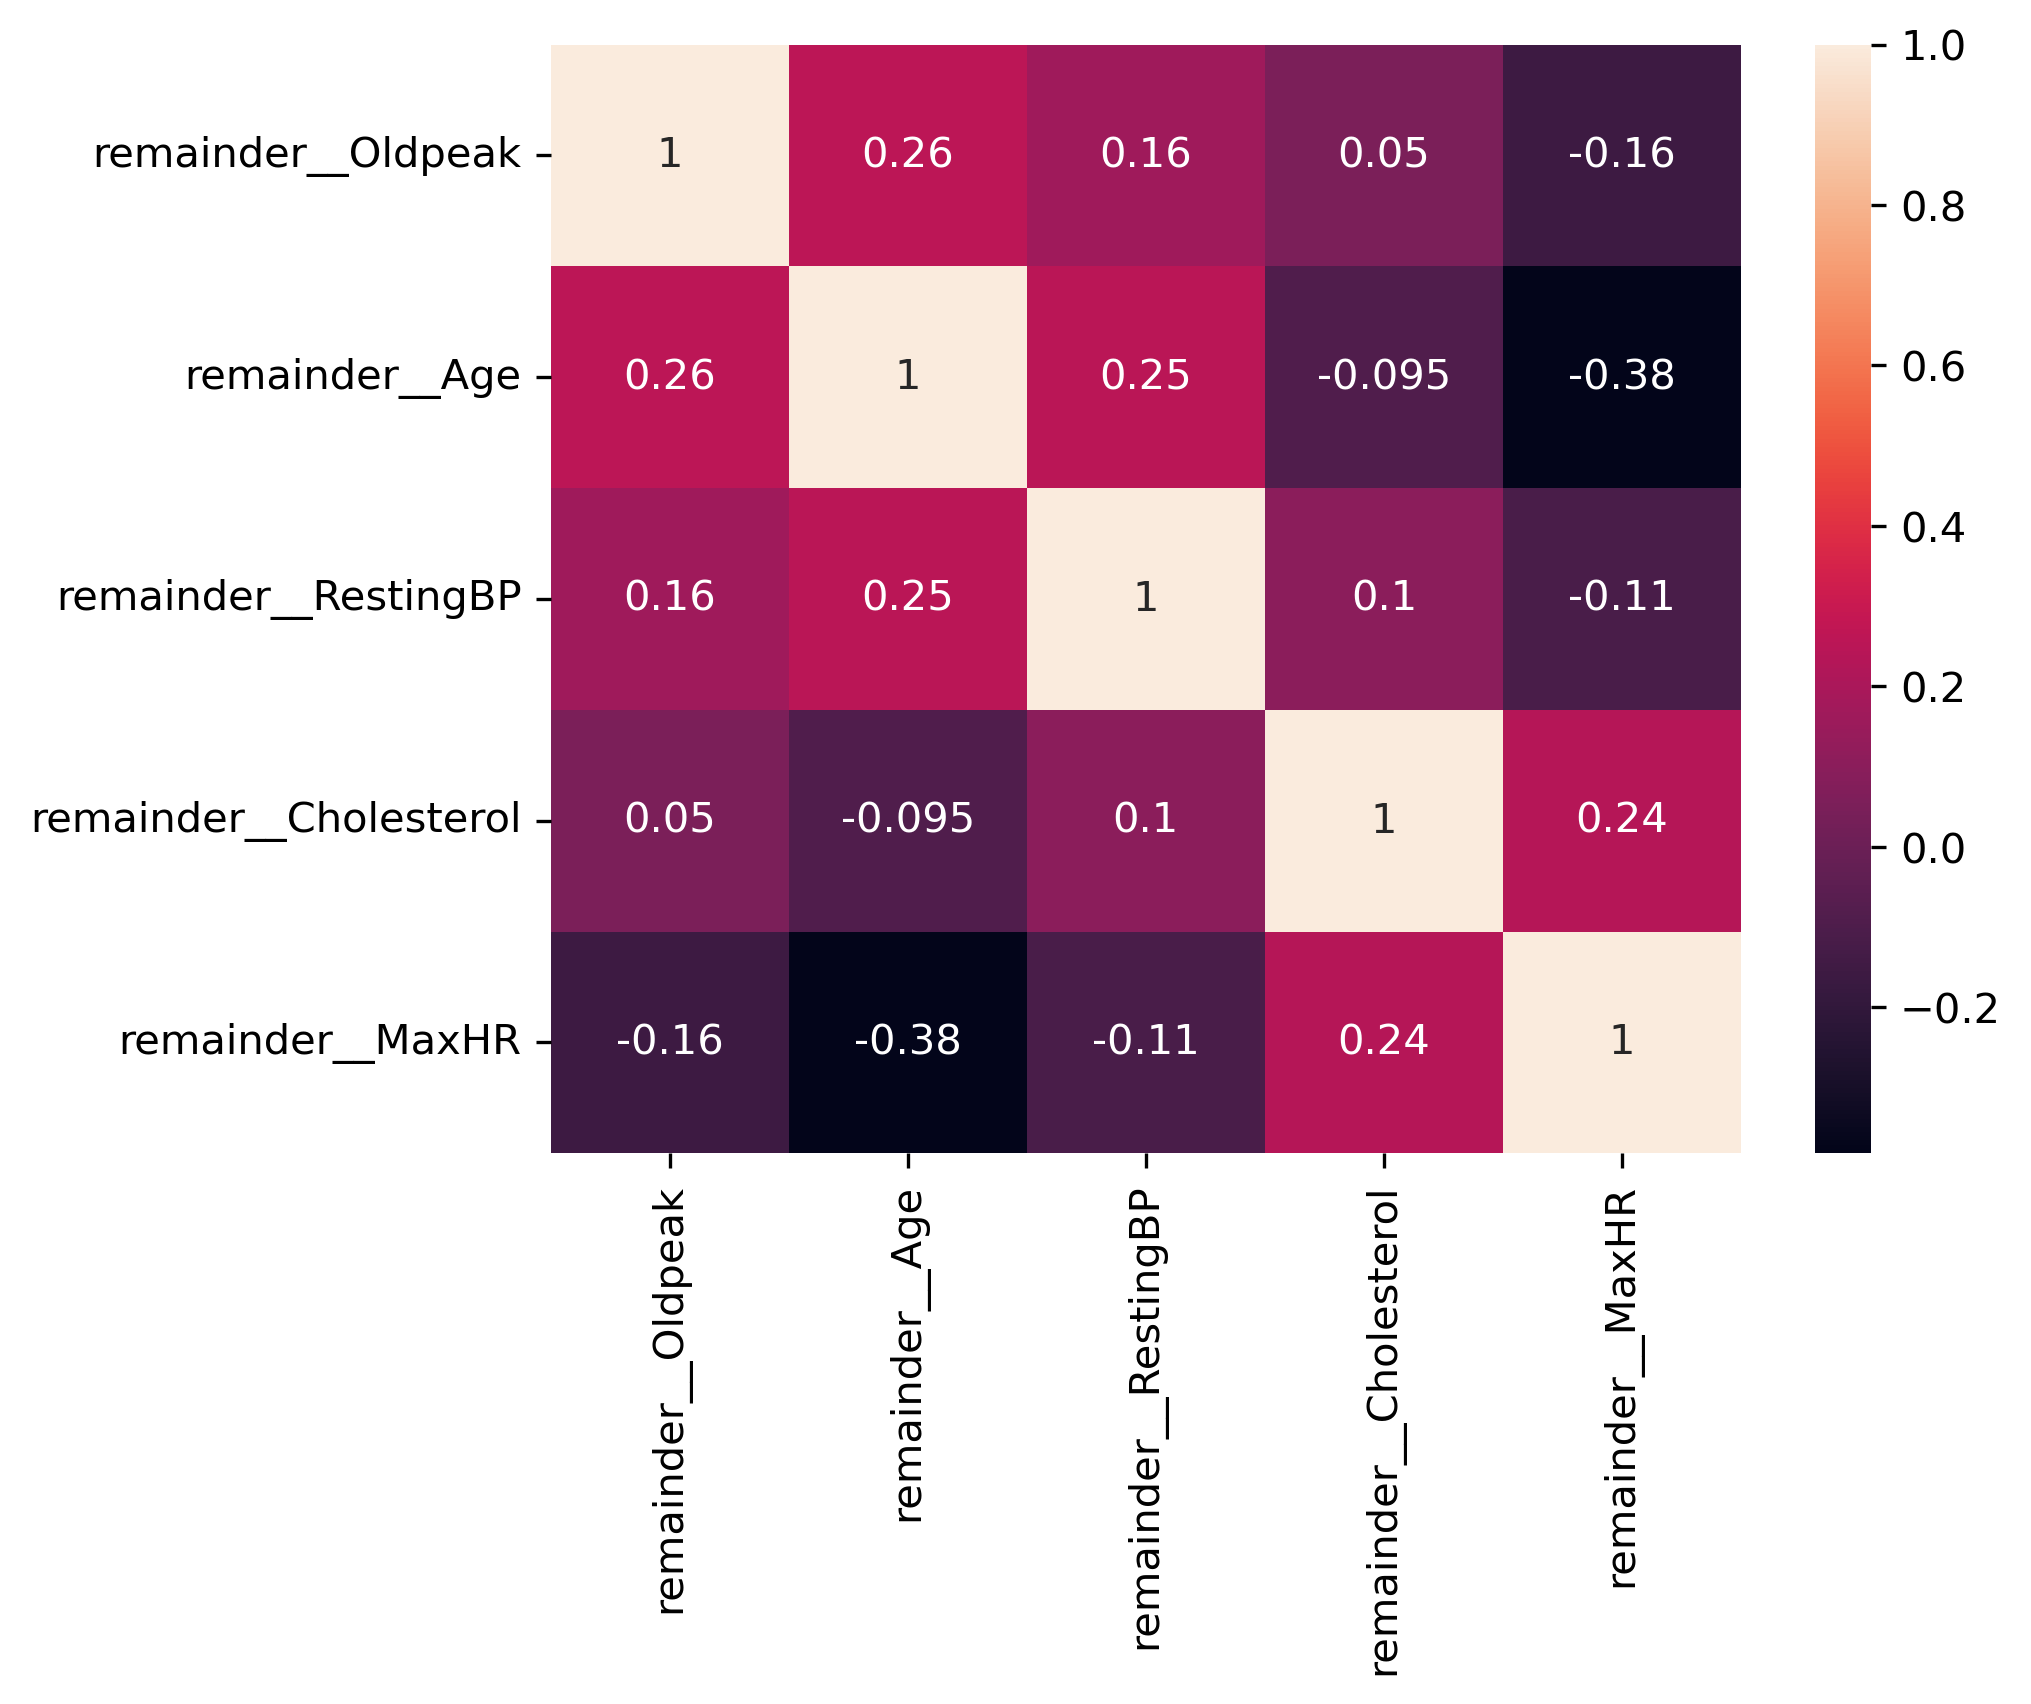 remainder__Oldpeak 1 0.26 0.16 0.05 -0.16
remainder__Age 0.26 1 0.25 -0.095 -0.38
remainder__RestingBP 0.16 0.25 1 0.1 -0.11
remainder__Cholesterol 0.05 -0.095 0.1 1 0.24
remainder__MaxHR -0.16 -0.38 -0.11 0.24 1
remainder__Oldpeak
remainder__Age
remainder__RestingBP
remainder__Cholesterol
remainder__MaxHR
1.0
0.8
0.6
0.4
0.2
0.0
−0.2